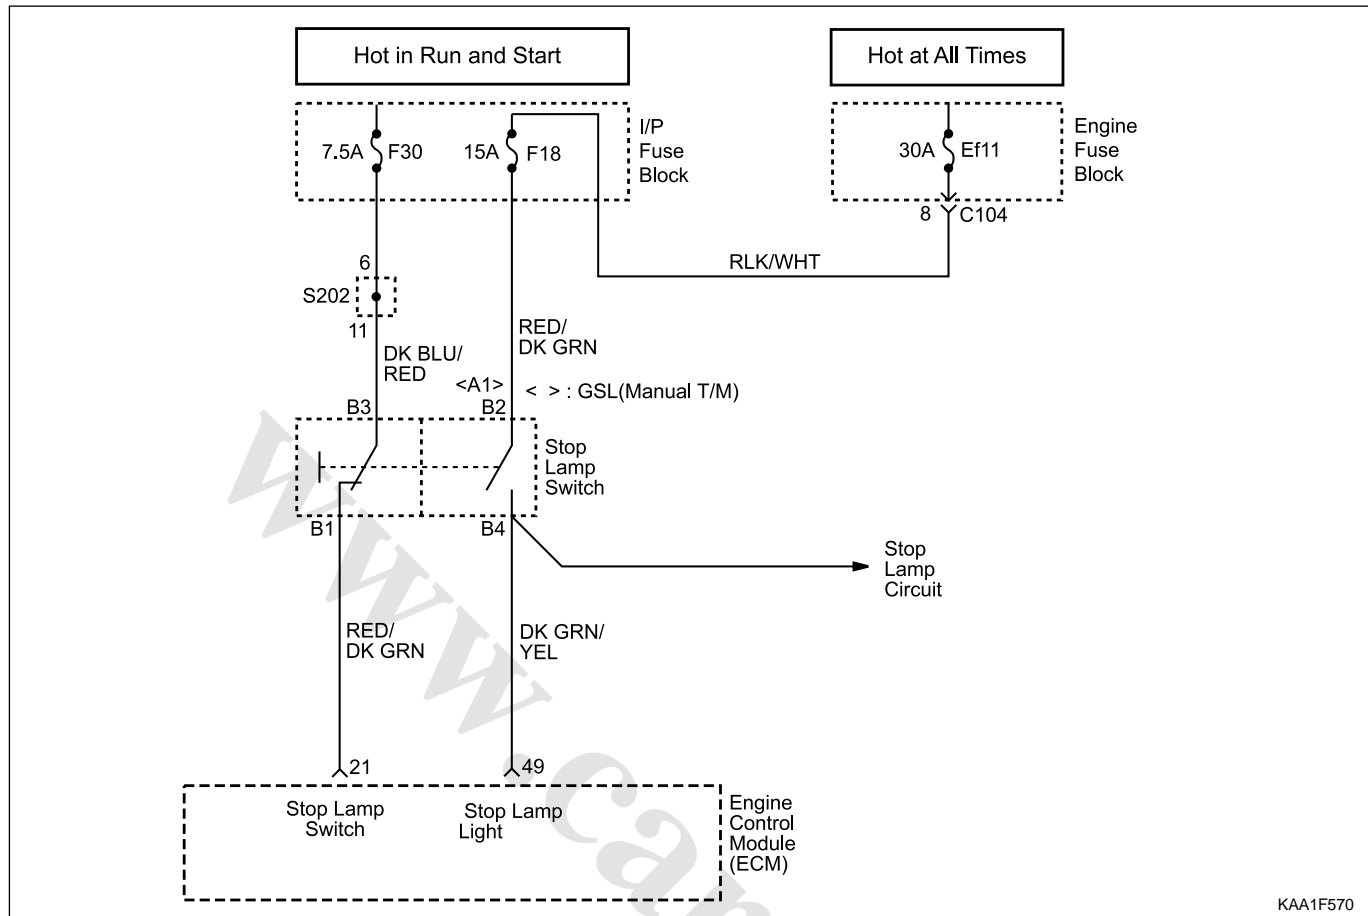 Hot in Run and Start
Hot at All Times
7.5A F30
15A F18
I/P
Fuse
Block
30A Ef11
Engine
Fuse
Block
8 C104
RLK/WHT
6
S202
11
DK BLU/
RED
RED/
DK GRN
<A1> < > : GSL(Manual T/M)
B3
B2
Stop
Lamp
Switch
B1
B4
Stop
Lamp
Circuit
RED/
DK GRN
DK GRN/
YEL
21
49
Stop Lamp
Switch
Stop Lamp
Light
Engine
Control
Module
(ECM)
www.car
KAA1F570